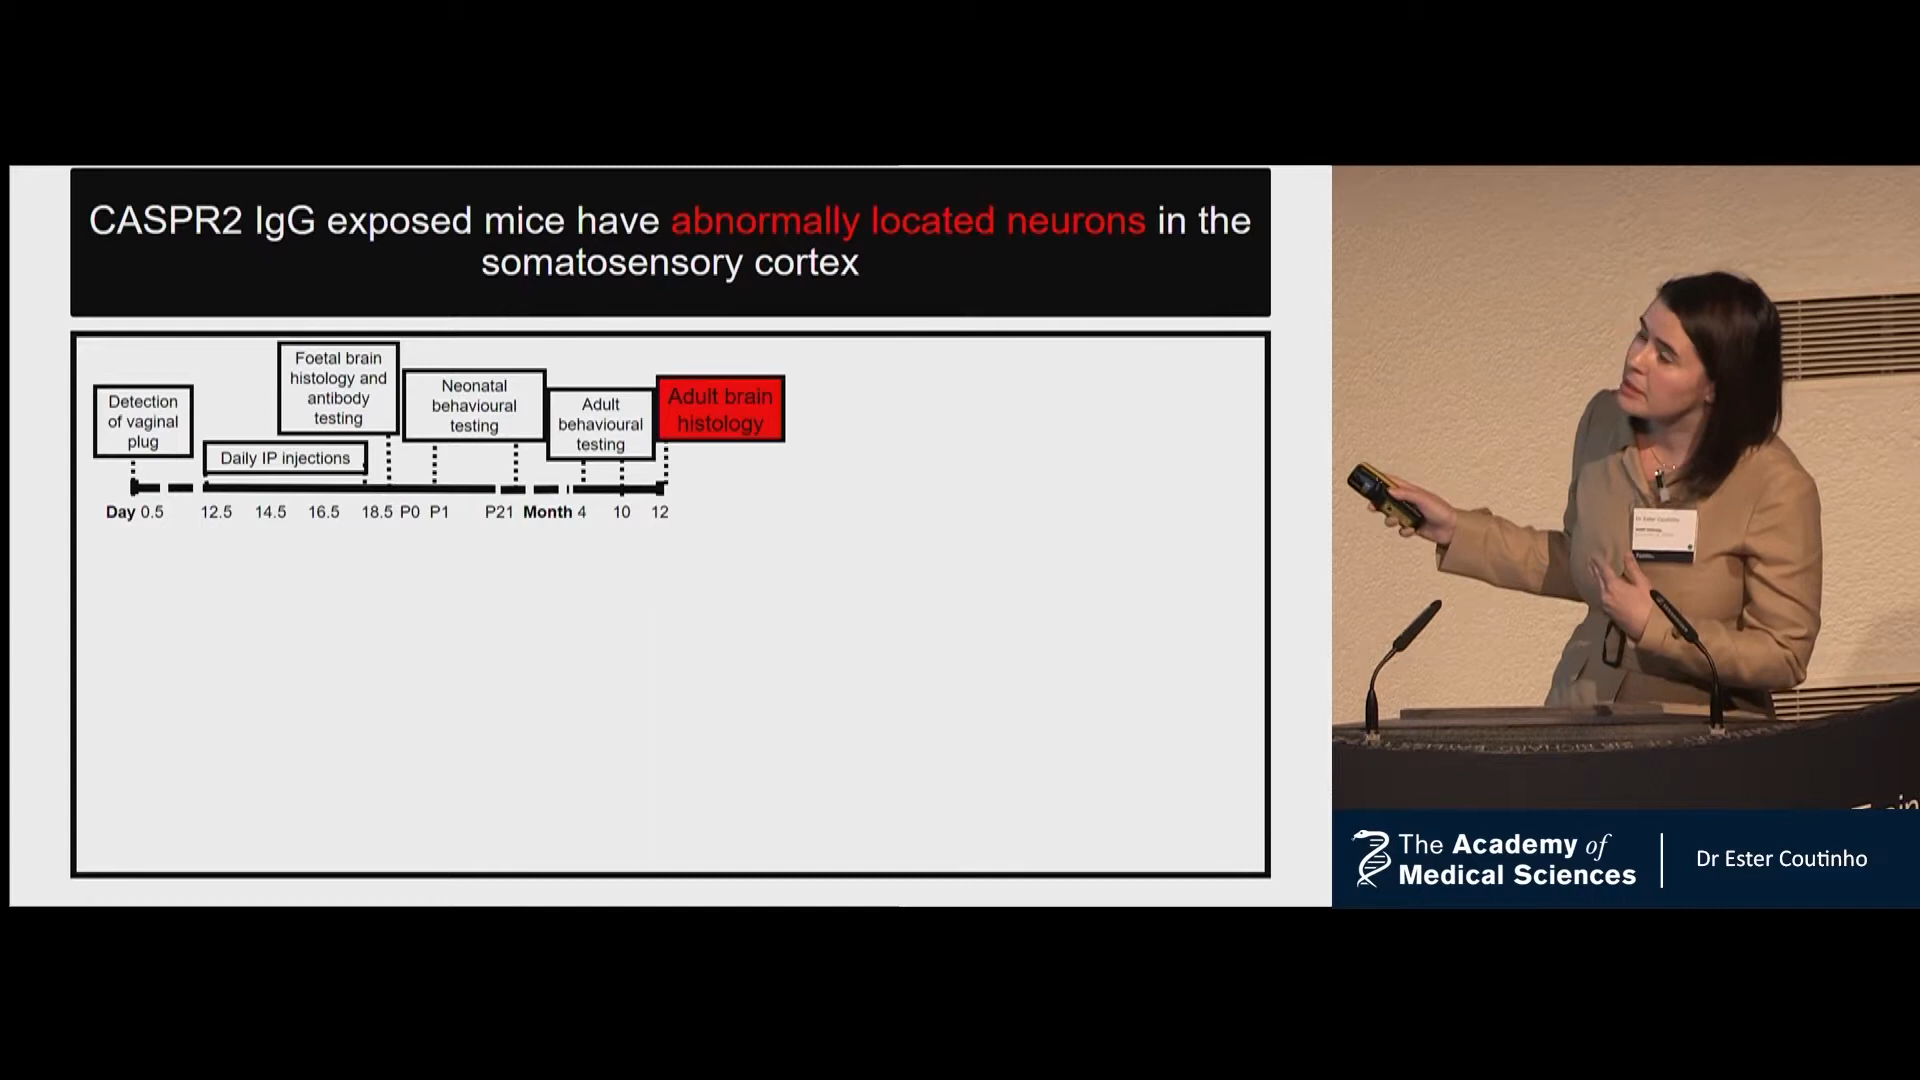 CASPR2 IgG exposed mice have abnormally located neurons in the
somatosensory cortex
Foetal brain
histology and
antibody
testing
Neonatal
behavioural
testing
Adult
behavioural
testing
Adult brain
histology
Detection
of vaginal
plug
Daily IP injections
Day 0.5 12.5 14.5 16.5 18.5 P0 P1 P21 Month 4 10 12
Dr Ester Coutinho
The Academy of
Medical Sciences
Dr Ester Coutinho